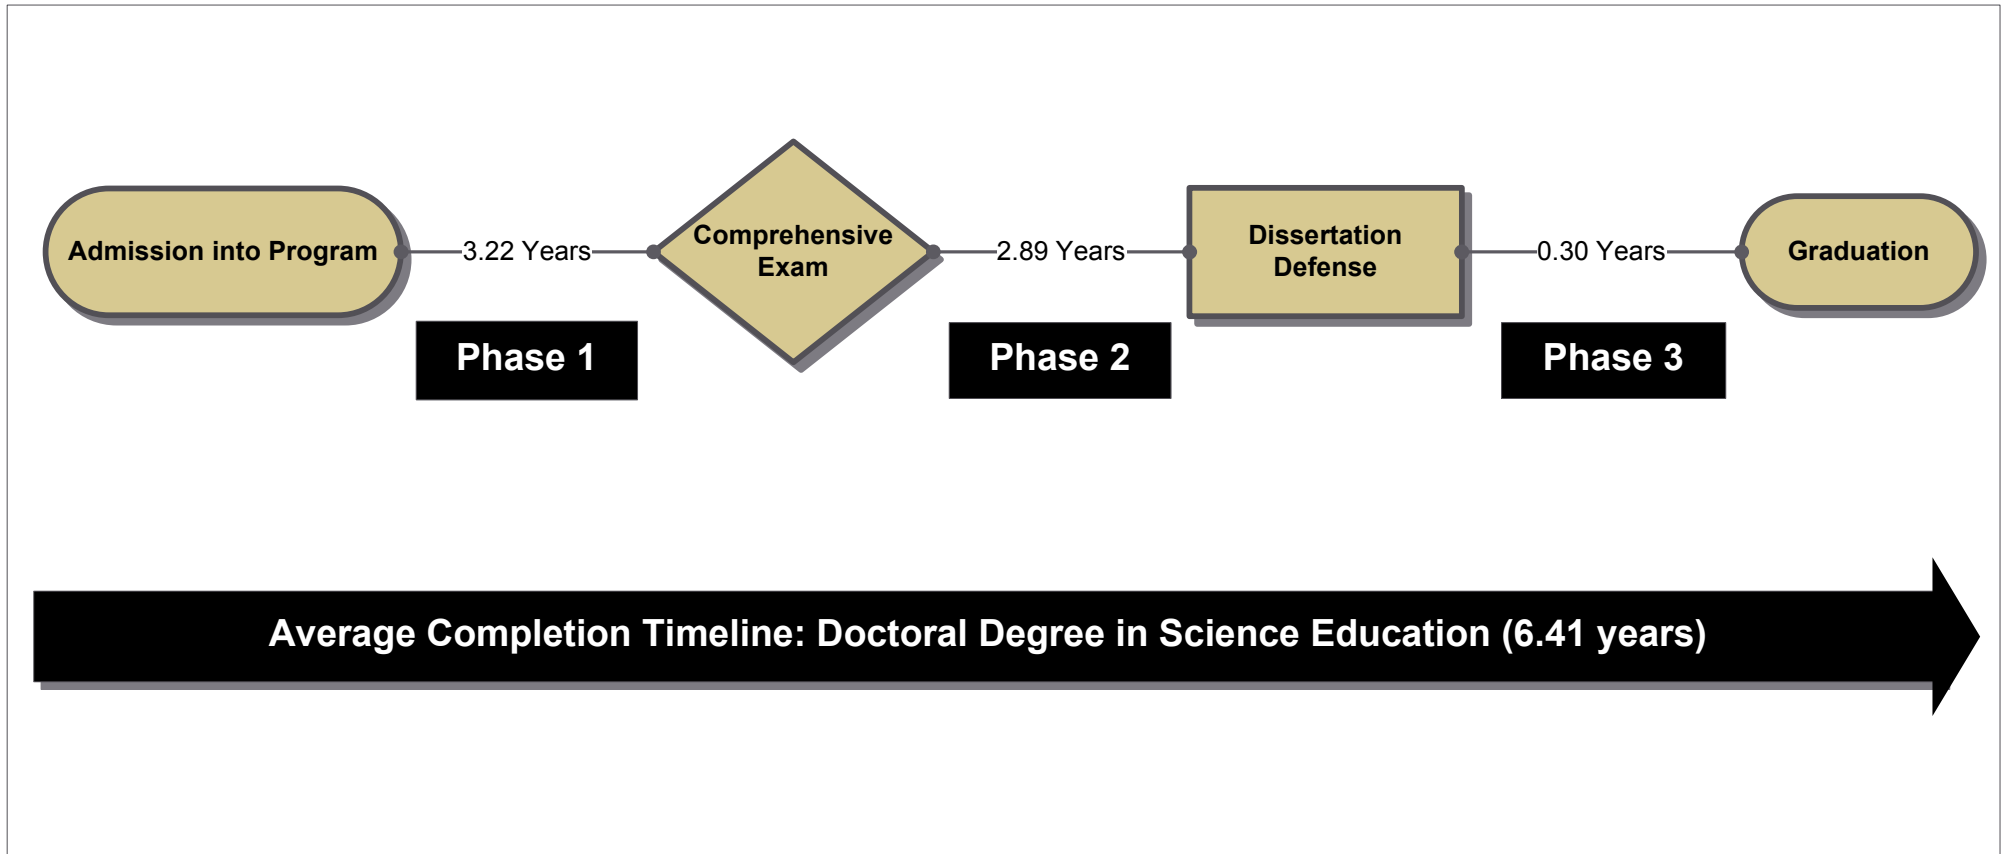 Admission into Program
3.22 Years
Comprehensive
Exam
2.89 Years
Dissertation
Defense
0.30 Years
Graduation
Phase 1
Phase 2
Phase 3
Average Completion Timeline: Doctoral Degree in Science Education (6.41 years)